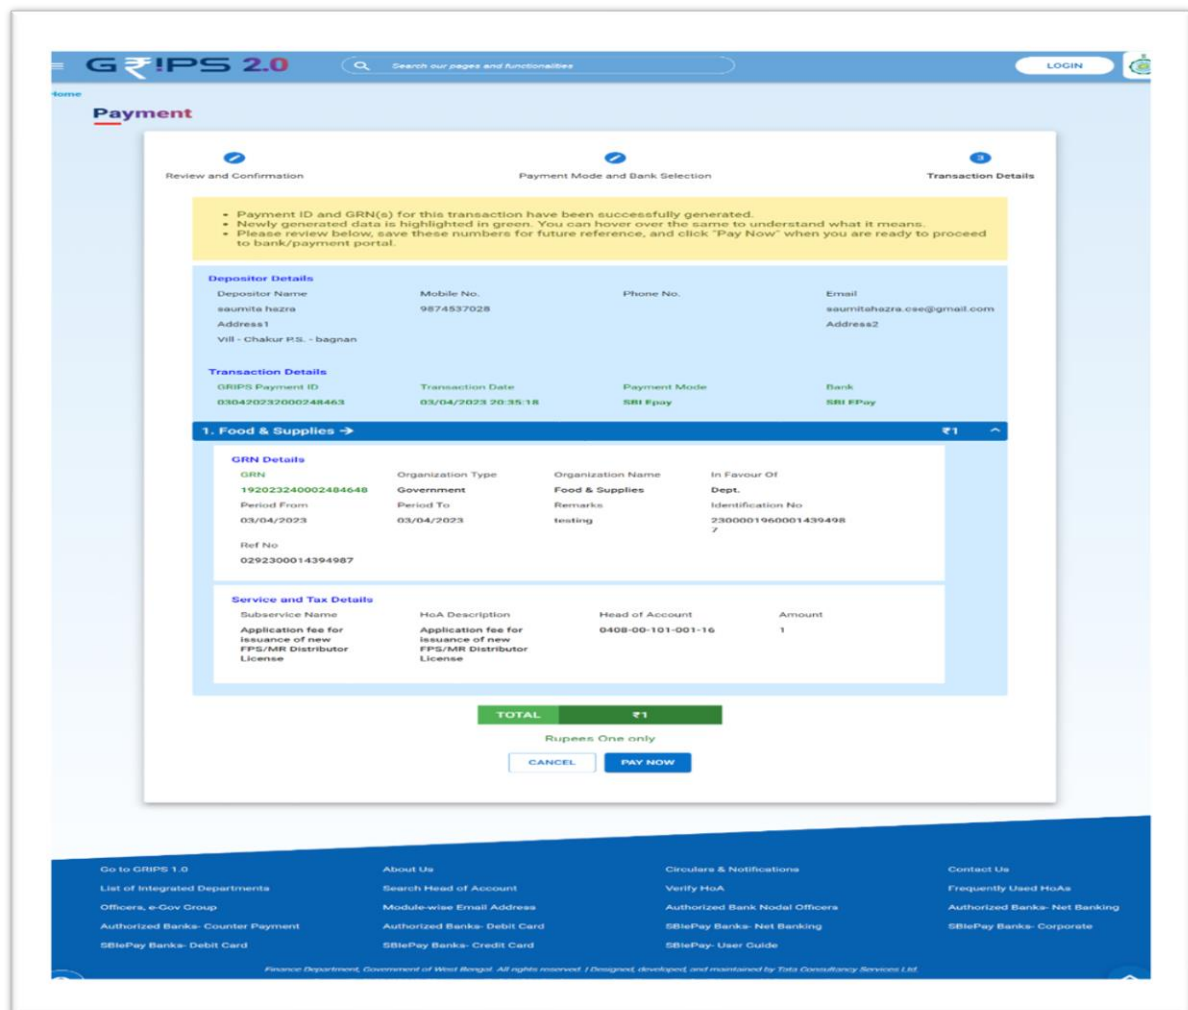 G₹!PS 2.0
Search our pages and functionalities
LOGIN
Home
Payment
3
Review and Confirmation
Payment Mode and Bank Selection
Transaction Details
• Payment ID and GRN(s) for this transaction have been successfully generated.
• Newly generated data is highlighted in green. You can hover over the same to understand what it means.
• Please review below, save these numbers for future reference, and click "Pay Now" when you are ready to proceed
to bank/payment portal.
Depositor Details
Depositor Name Mobile No. Phone No. Email
saumita hazra 9874537028 saumitahazra.cse@gmail.com
Address1 Address2
Vill - Chakur P.S. - bagnan
Transaction Details
GRIPS Payment ID Transaction Date Payment Mode Bank
030420232000248463 03/04/2023 20:35:18 SBI Epay SBI EPay
1. Food & Supplies → ₹1
GRN Details
GRN Organization Type Organization Name In Favour Of
192023240002484648 Government Food & Supplies Dept.
Period From Period To Remarks Identification No
03/04/2023 03/04/2023 testing 2300001960001439498
7
Ref No
0292300014394987
Service and Tax Details
Subservice Name HoA Description Head of Account Amount
Application fee for Application fee for 0408-00-101-001-16 1
issuance of new issuance of new
FPS/MR Distributor FPS/MR Distributor
License License
TOTAL ₹1
Rupees One only
CANCEL PAY NOW
Go to GRIPS 1.0 About Us Circulars & Notifications Contact Us
List of Integrated Departments Search Head of Account Verify HoA Frequently Used HoAs
Officers, e-Gov Group Module-wise Email Address Authorized Bank Nodal Officers Authorized Banks- Net Banking
Authorized Banks- Counter Payment Authorized Banks- Debit Card SBIePay Banks- Net Banking SBIePay Banks- Corporate
SBIePay Banks- Debit Card SBIePay Banks- Credit Card SBIePay- User Guide
Finance Department, Government of West Bengal. All rights reserved. | Designed, developed, and maintained by Tata Consultancy Services Ltd.